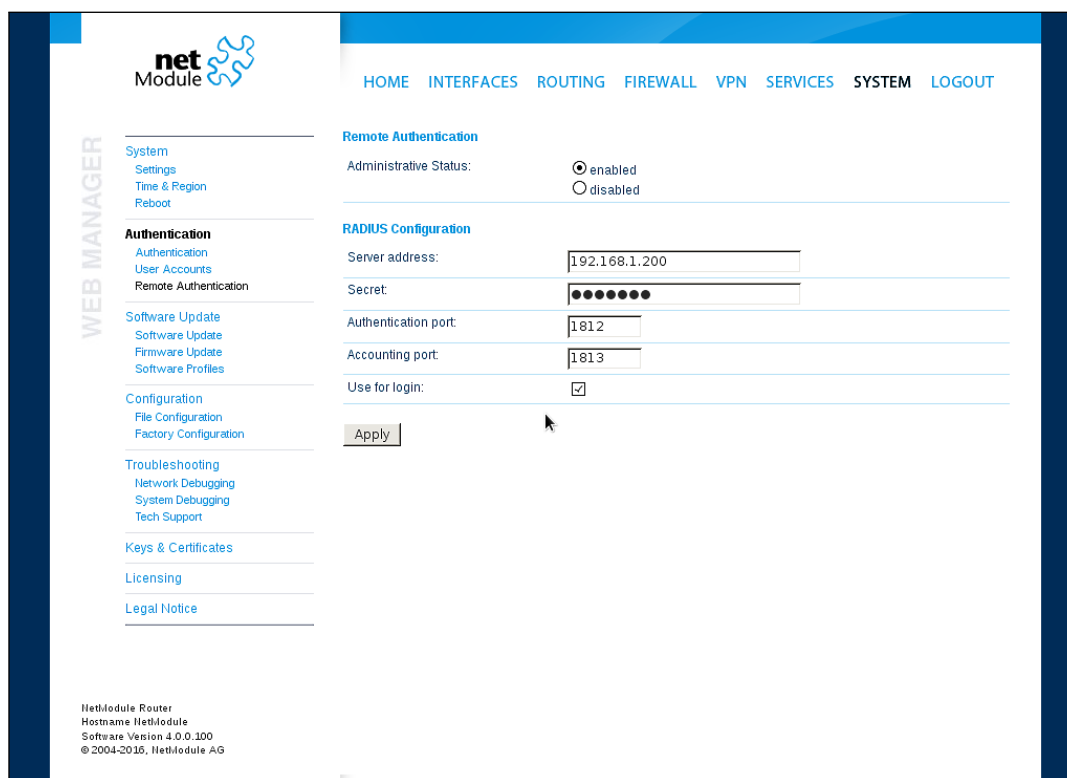 net
Module
HOME INTERFACES ROUTING FIREWALL VPN SERVICES SYSTEM LOGOUT
WEB MANAGER
System
Settings
Time & Region
Reboot
Authentication
Authentication
User Accounts
Remote Authentication
Software Update
Software Update
Firmware Update
Software Profiles
Configuration
File Configuration
Factory Configuration
Troubleshooting
Network Debugging
System Debugging
Tech Support
Keys & Certificates
Licensing
Legal Notice
Remote Authentication
Administrative Status:
enabled
disabled
RADIUS Configuration
Server address: 192.168.1.200
Secret: ●●●●●●●
Authentication port: 1812
Accounting port: 1813
Use for login:
Apply
NetModule Router
Hostname NetModule
Software Version 4.0.0.100
© 2004-2016, NetModule AG